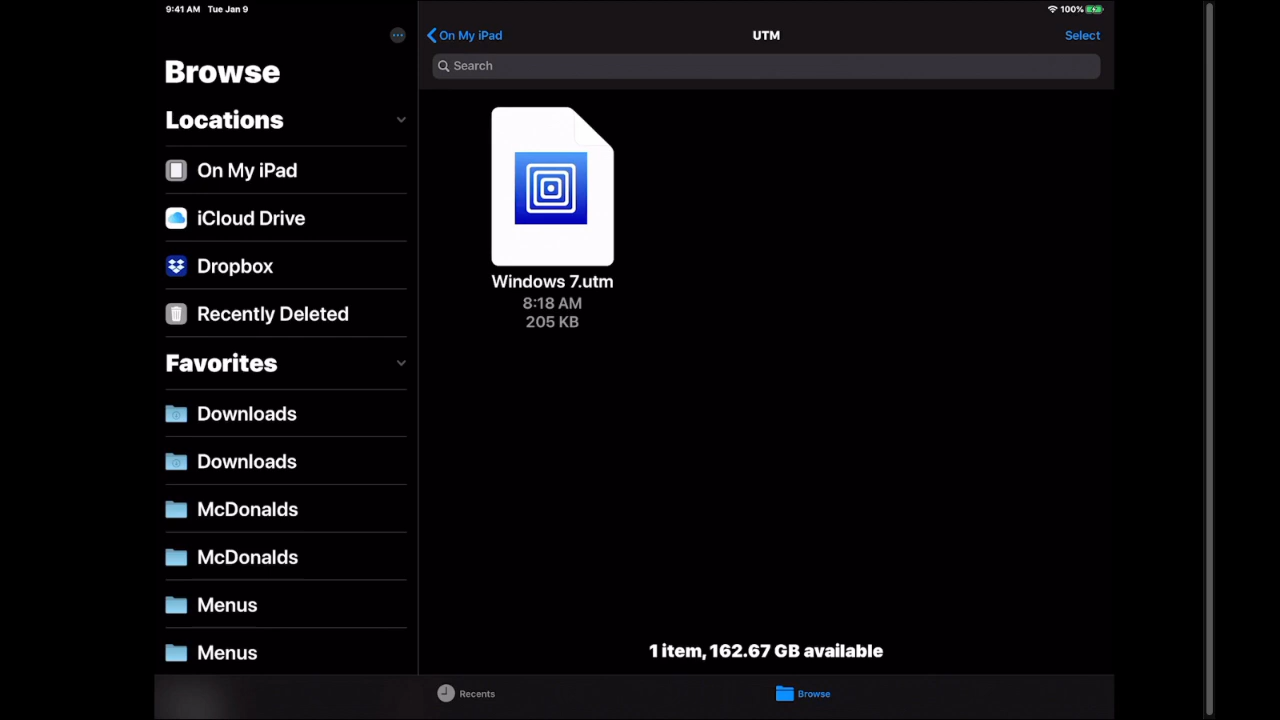 9:41 AM Tue Jan 9
100%
Browse
Locations
On My iPad
iCloud Drive
Dropbox
Recently Deleted
Favorites
Downloads
Downloads
McDonalds
McDonalds
Menus
Menus
On My iPad
UTM
Select
Search
Windows 7.utm
8:18 AM
205 KB
1 item, 162.67 GB available
Recents
Browse